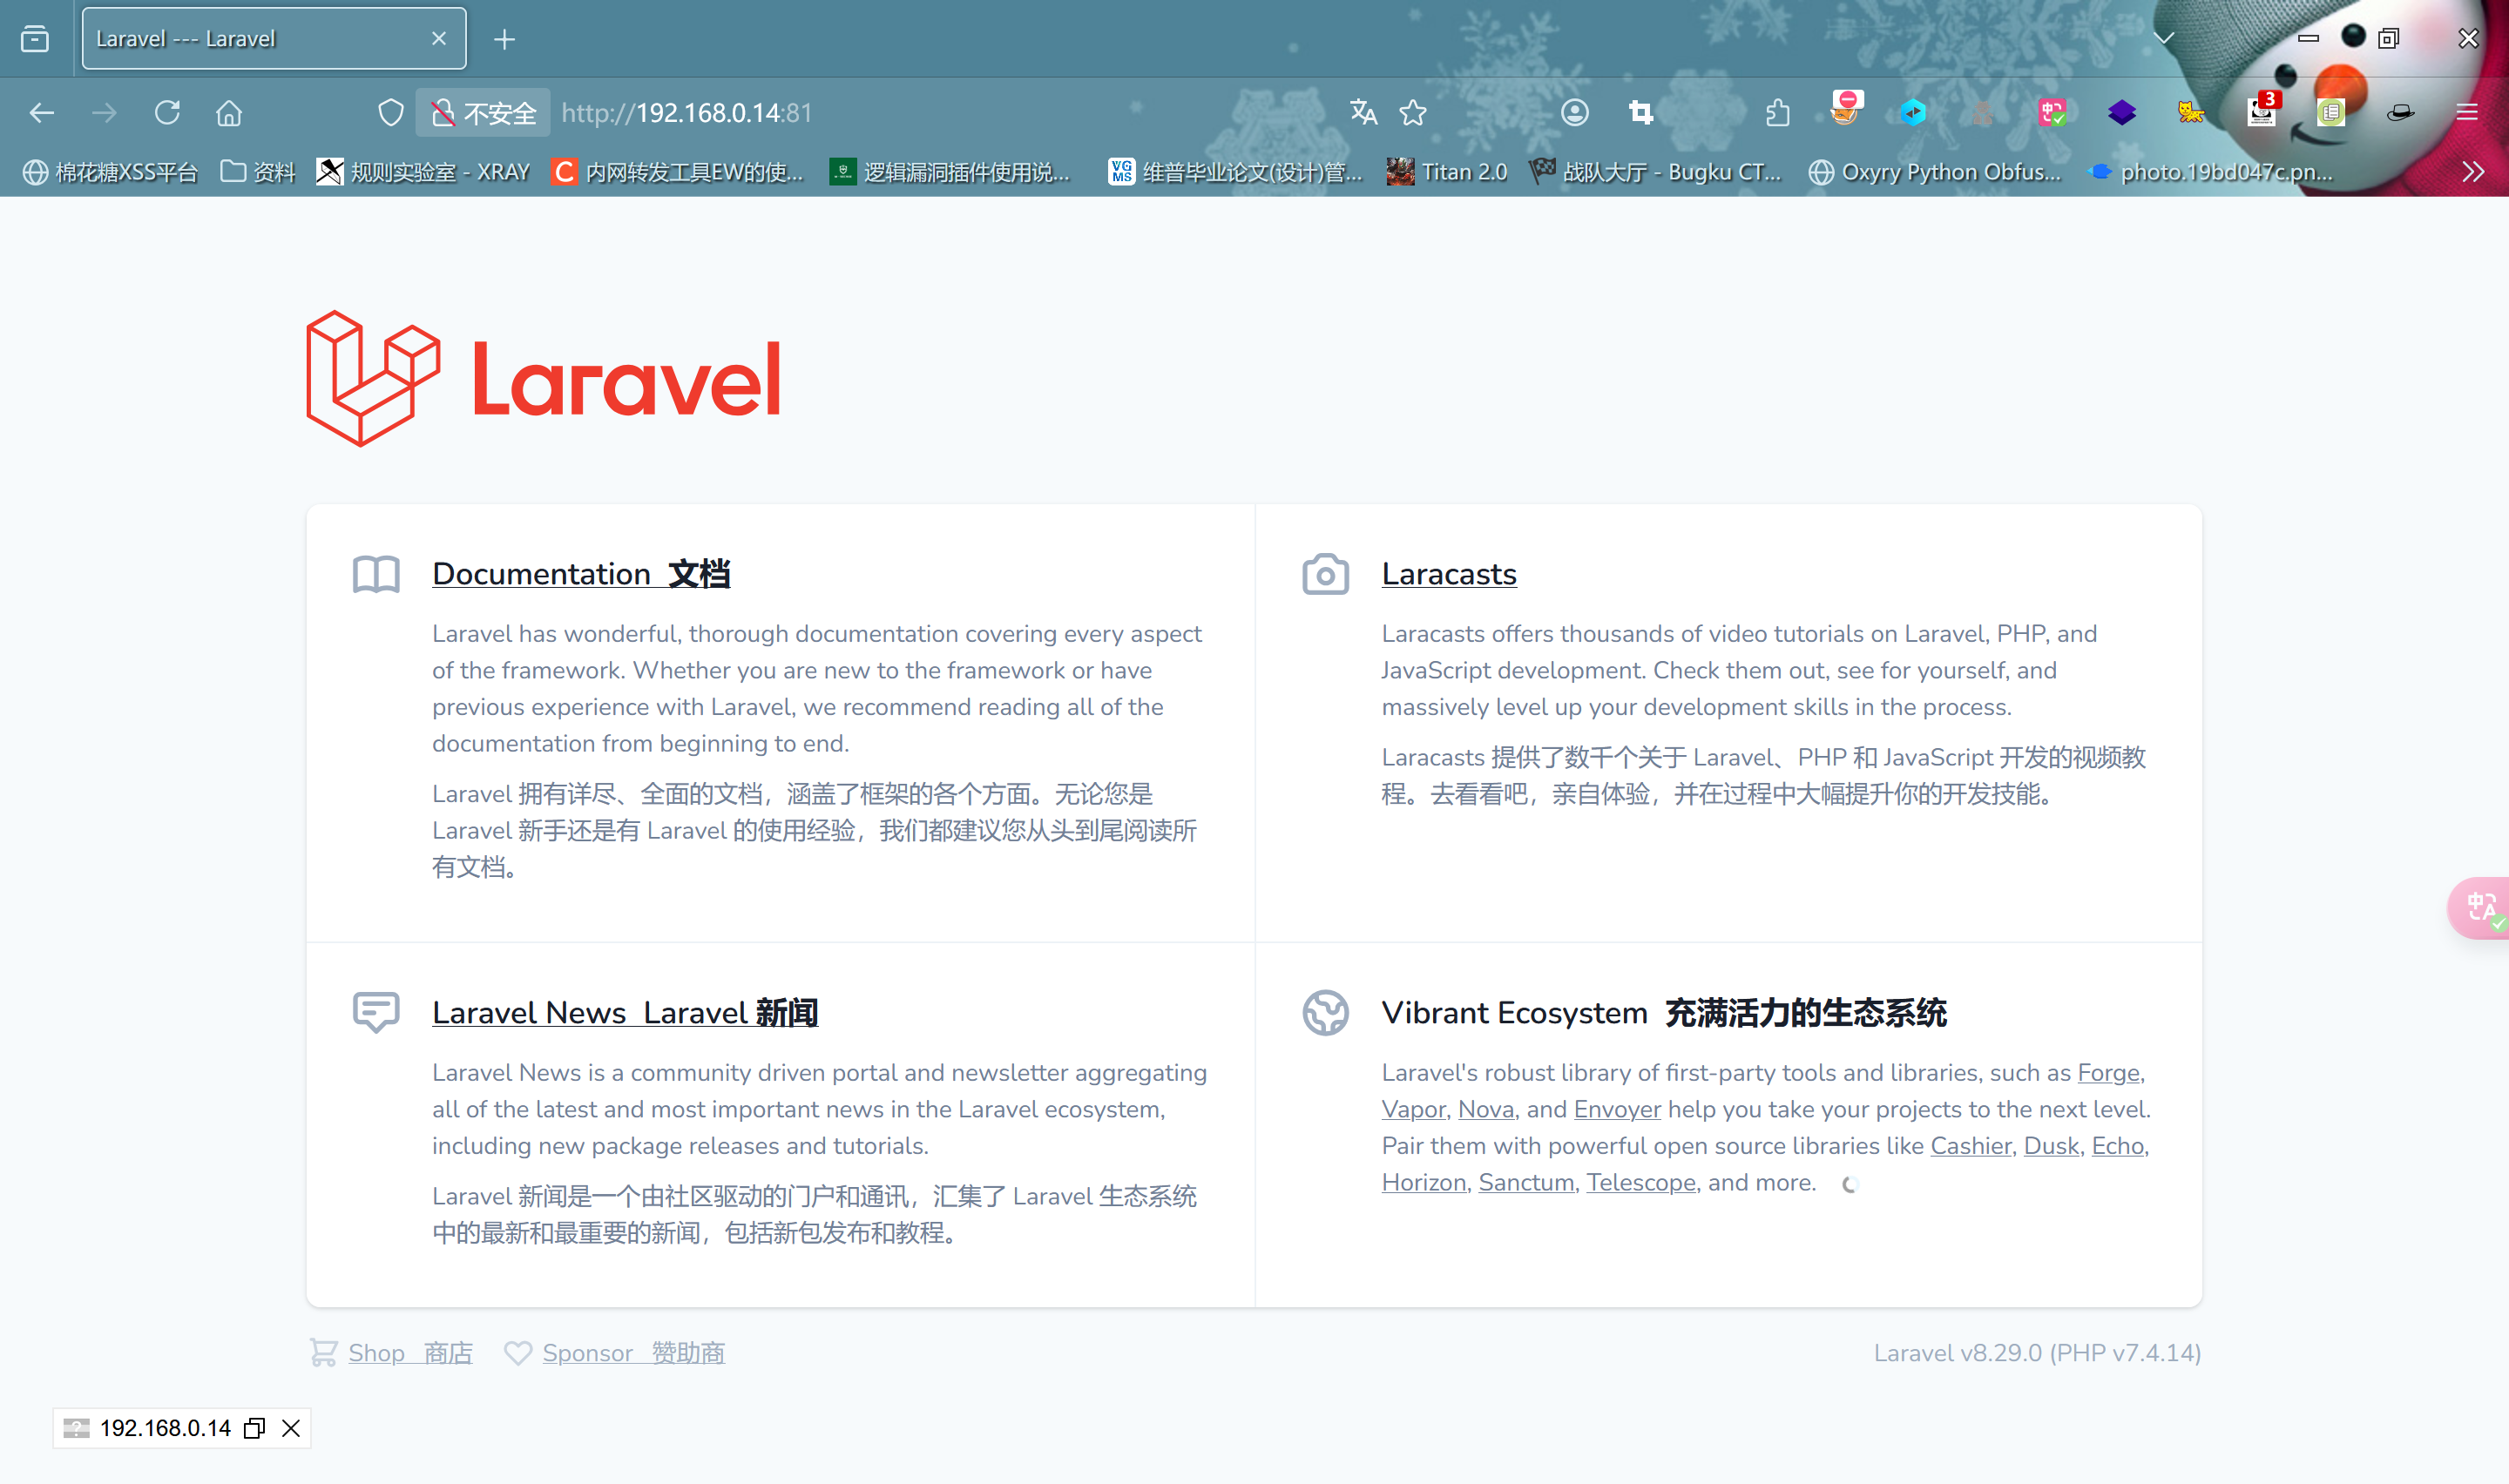 Laravel --- Laravel
不安全 http://192.168.0.14:81
3
棉花糖XSS平台 资料 规则实验室 - XRAY C 内网转发工具EW的使... 逻辑漏洞插件使用说... VG MS 维普毕业论文(设计)管... Titan 2.0 战队大厅 - Bugku CT... Oxyry Python Obfus... photo.19bd047c.pn...
Laravel
Documentation 文档
Laravel has wonderful, thorough documentation covering every aspect
of the framework. Whether you are new to the framework or have
previous experience with Laravel, we recommend reading all of the
documentation from beginning to end.
Laravel 拥有详尽、全面的文档，涵盖了框架的各个方面。无论您是
Laravel 新手还是有 Laravel 的使用经验，我们都建议您从头到尾阅读所
有文档。
Laracasts
Laracasts offers thousands of video tutorials on Laravel, PHP, and
JavaScript development. Check them out, see for yourself, and
massively level up your development skills in the process.
Laracasts 提供了数千个关于 Laravel、PHP 和 JavaScript 开发的视频教
程。去看看吧，亲自体验，并在过程中大幅提升你的开发技能。
Laravel News Laravel 新闻
Laravel News is a community driven portal and newsletter aggregating
all of the latest and most important news in the Laravel ecosystem,
including new package releases and tutorials.
Laravel 新闻是一个由社区驱动的门户和通讯，汇集了 Laravel 生态系统
中的最新和最重要的新闻，包括新包发布和教程。
Vibrant Ecosystem 充满活力的生态系统
Laravel's robust library of first-party tools and libraries, such as Forge,
Vapor, Nova, and Envoyer help you take your projects to the next level.
Pair them with powerful open source libraries like Cashier, Dusk, Echo,
Horizon, Sanctum, Telescope, and more.
Shop 商店 Sponsor 赞助商
Laravel v8.29.0 (PHP v7.4.14)
192.168.0.14